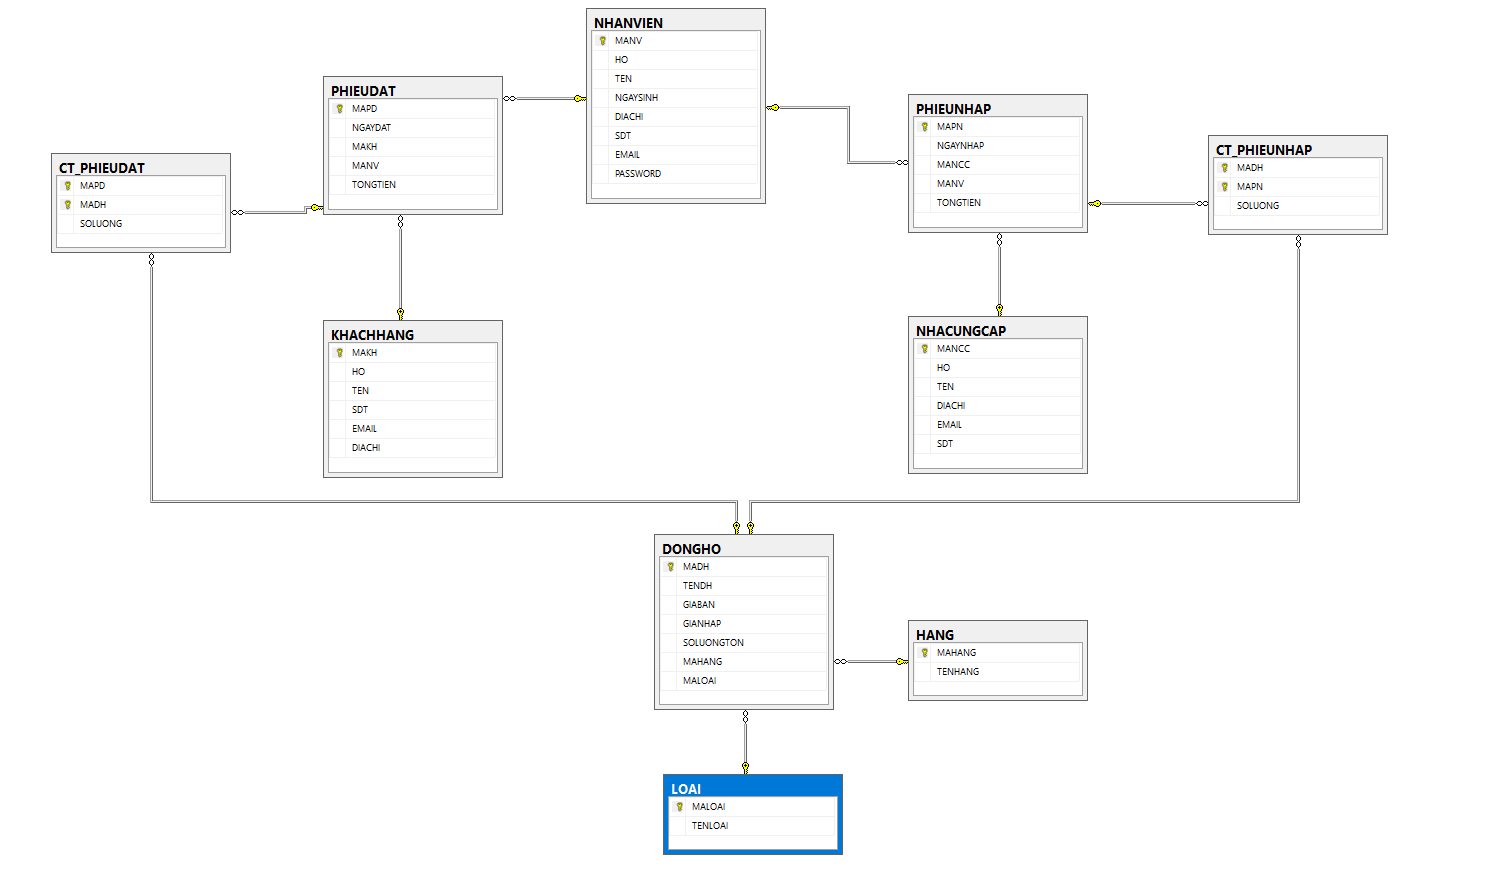 NHANVIEN
MANV
HO
TEN
NGAYSINH
DIACHI
SDT
EMAIL
PASSWORD
PHIEUDAT
MAPD
NGAYDAT
MAKH
MANV
TONGTIEN
PHIEUNHAP
MAPN
NGAYNHAP
MANCC
MANV
TONGTIEN
CT_PHIEUNHAP
MADH
MAPN
SOLUONG
CT_PHIEUDAT
MAPD
MADH
SOLUONG
KHACHHANG
MAKH
HO
TEN
SDT
EMAIL
DIACHI
NHACUNGCAP
MANCC
HO
TEN
DIACHI
EMAIL
SDT
DONGHO
MADH
TENDH
GIABAN
GIANHAP
SOLUONGTON
MAHANG
MALOAI
HANG
MAHANG
TENHANG
LOAI
MALOAI
TENLOAI